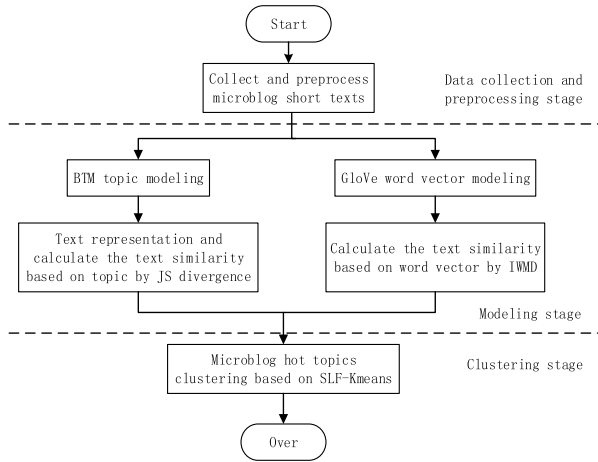 Start
Collect and preprocess
microblog short texts
Data collection and
preprocessing stage
BTM topic modeling
GloVe word vector modeling
Text representation and
calculate the text similarity
based on topic by JS divergence
Calculate the text similarity
based on word vector by IWMD
Modeling stage
Microblog hot topics
clustering based on SLF-Kmeans
Clustering stage
Over